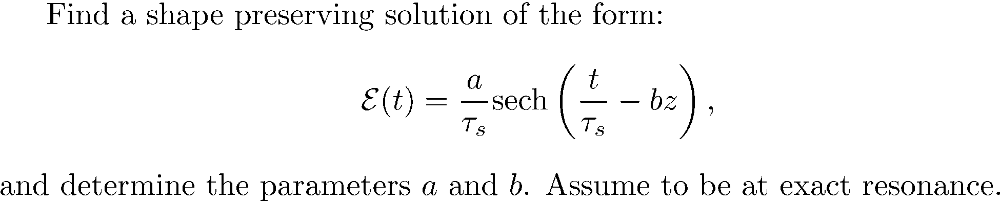 Find a shape preserving solution of the form:
$$\mathcal{E}(t) = \frac{a}{\tau_s} \text{sech} \left( \frac{t}{\tau_s} - bz \right),$$
and determine the parameters $a$ and $b$. Assume to be at exact resonance.